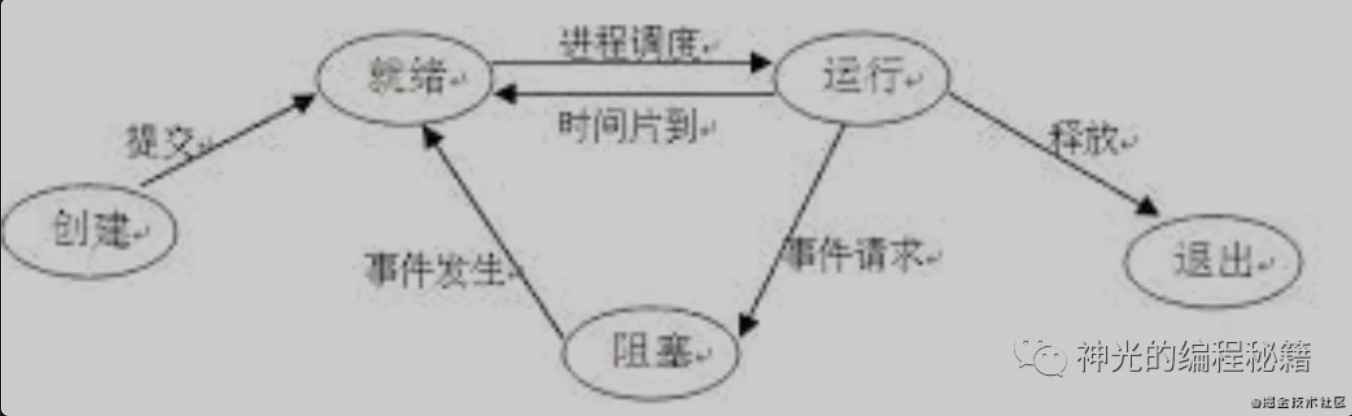 进程调度
就绪
运行
时间片到
提交
释放
创建
事件发生
事件请求
退出
阻塞
神光的编程秘籍
@掘金技术社区